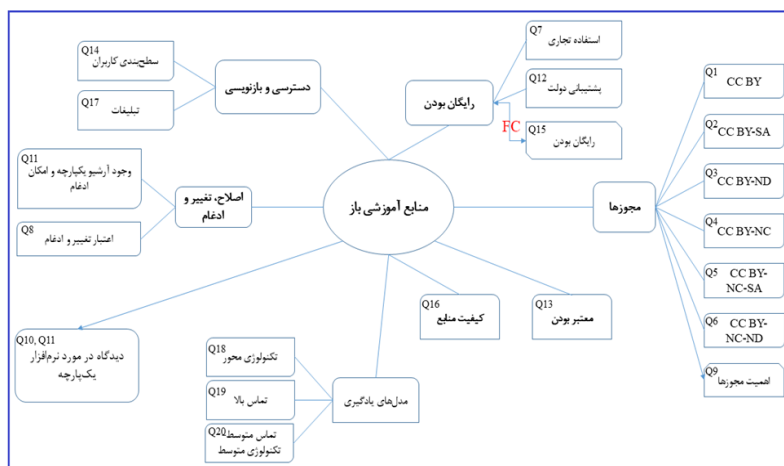 Q14
سطح‌بندی کاربران
Q17
تبلیغات
دسترسی و بازنویسی
Q7
استفاده تجاری
Q12
پشتیبانی دولت
FC
Q15
رایگان بودن
رایگان بودن
Q1
CC BY
Q2
CC BY-SA
Q3
CC BY-ND
Q4
CC BY-NC
Q5
CC BY-
NC-SA
Q6
CC BY-
NC-ND
Q9
اهمیت مجوزها
مجوزها
منابع آموزشی باز
Q11
وجود آرشیو یکپارچه و امکان
ادغام
Q8
اعتبار تغییر و ادغام
اصلاح، تغییر و
ادغام
Q16
کیفیت منابع
Q13
معتبر بودن
Q10, Q11
دیدگاه در مورد نرم‌افزار
یک‌پارچه
Q18
تکنولوژی محور
Q19
تماس بالا
Q20
تماس متوسط
تکنولوژی متوسط
مدل‌های یادگیری